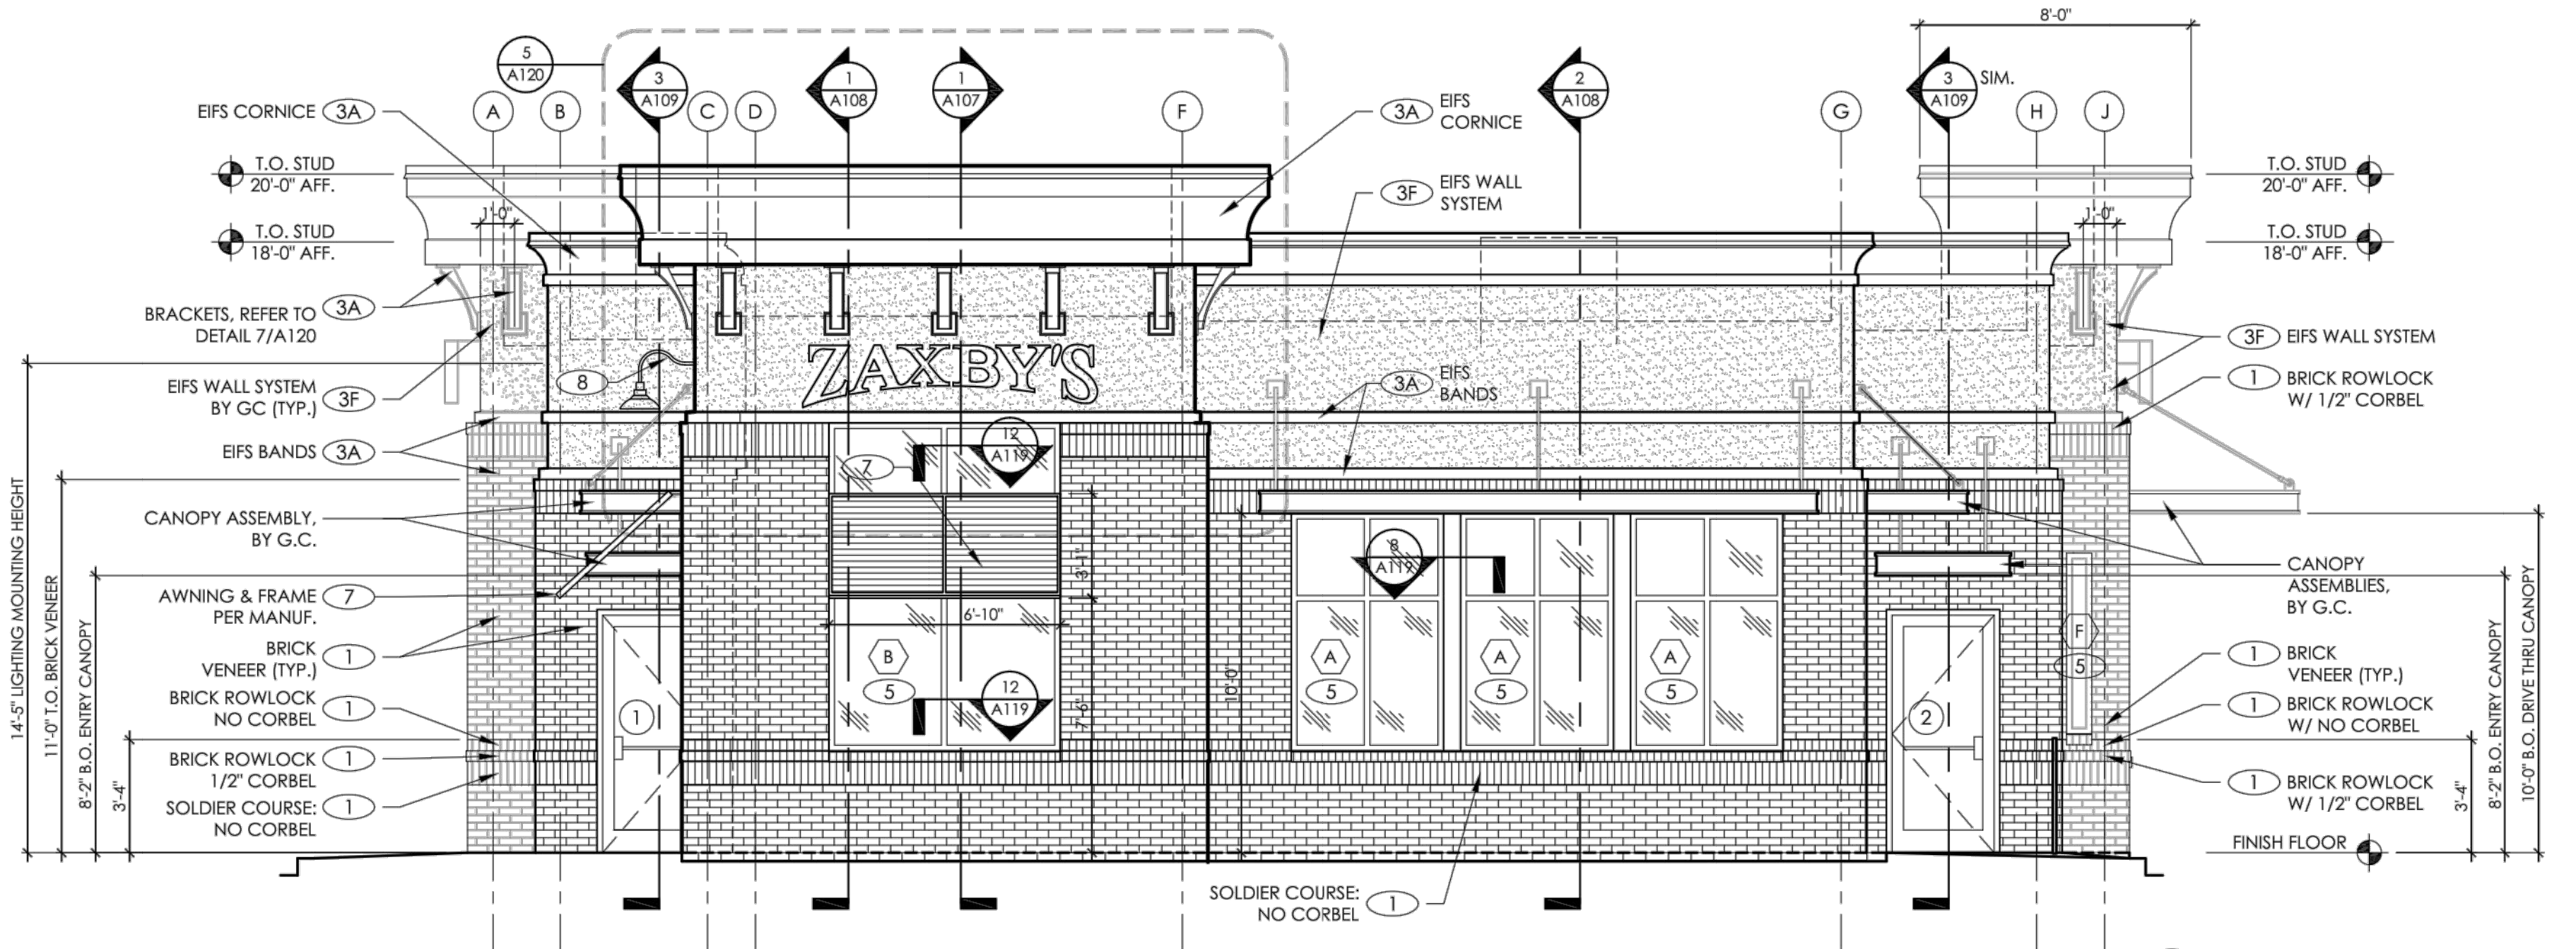 8'-0"
5
A120
3
A109
1
A108
1
A107
2
A108
3
A109
SIM.
A
B
C
D
F
G
H
J
EIFS CORNICE 3A
3A EIFS
CORNICE
T.O. STUD
20'-0" AFF.
T.O. STUD
20'-0" AFF.
3F EIFS WALL
SYSTEM
1'-0"
1'-0"
T.O. STUD
18'-0" AFF.
T.O. STUD
18'-0" AFF.
BRACKETS, REFER TO
DETAIL 7/A120
3A
3F EIFS WALL SYSTEM
ZAXBY'S
8
3A EIFS
BANDS
EIFS WALL SYSTEM
BY GC (TYP.)
3F
1 BRICK ROWLOCK
W/ 1/2" CORBEL
EIFS BANDS 3A
12
A119
7
CANOPY ASSEMBLY,
BY G.C.
8
A119
3'-1"
CANOPY
ASSEMBLIES,
BY G.C.
AWNING & FRAME
PER MANUF.
7
6'-10"
BRICK
VENEER (TYP.)
1
B
5
A
5
A
5
A
5
F
5
1 BRICK
VENEER (TYP.)
BRICK ROWLOCK
NO CORBEL
1
12
A119
1
2
10'-0"
7'-6"
1 BRICK ROWLOCK
W/ NO CORBEL
BRICK ROWLOCK
1/2" CORBEL
1
1 BRICK ROWLOCK
W/ 1/2" CORBEL
SOLDIER COURSE:
NO CORBEL
1
14'-5" LIGHTING MOUNTING HEIGHT
11'-0" T.O. BRICK VENEER
8'-2" B.O. ENTRY CANOPY
3'-4"
3'-4"
8'-2" B.O. ENTRY CANOPY
10'-0" B.O. DRIVE THRU CANOPY
FINISH FLOOR
SOLDIER COURSE:
NO CORBEL
1